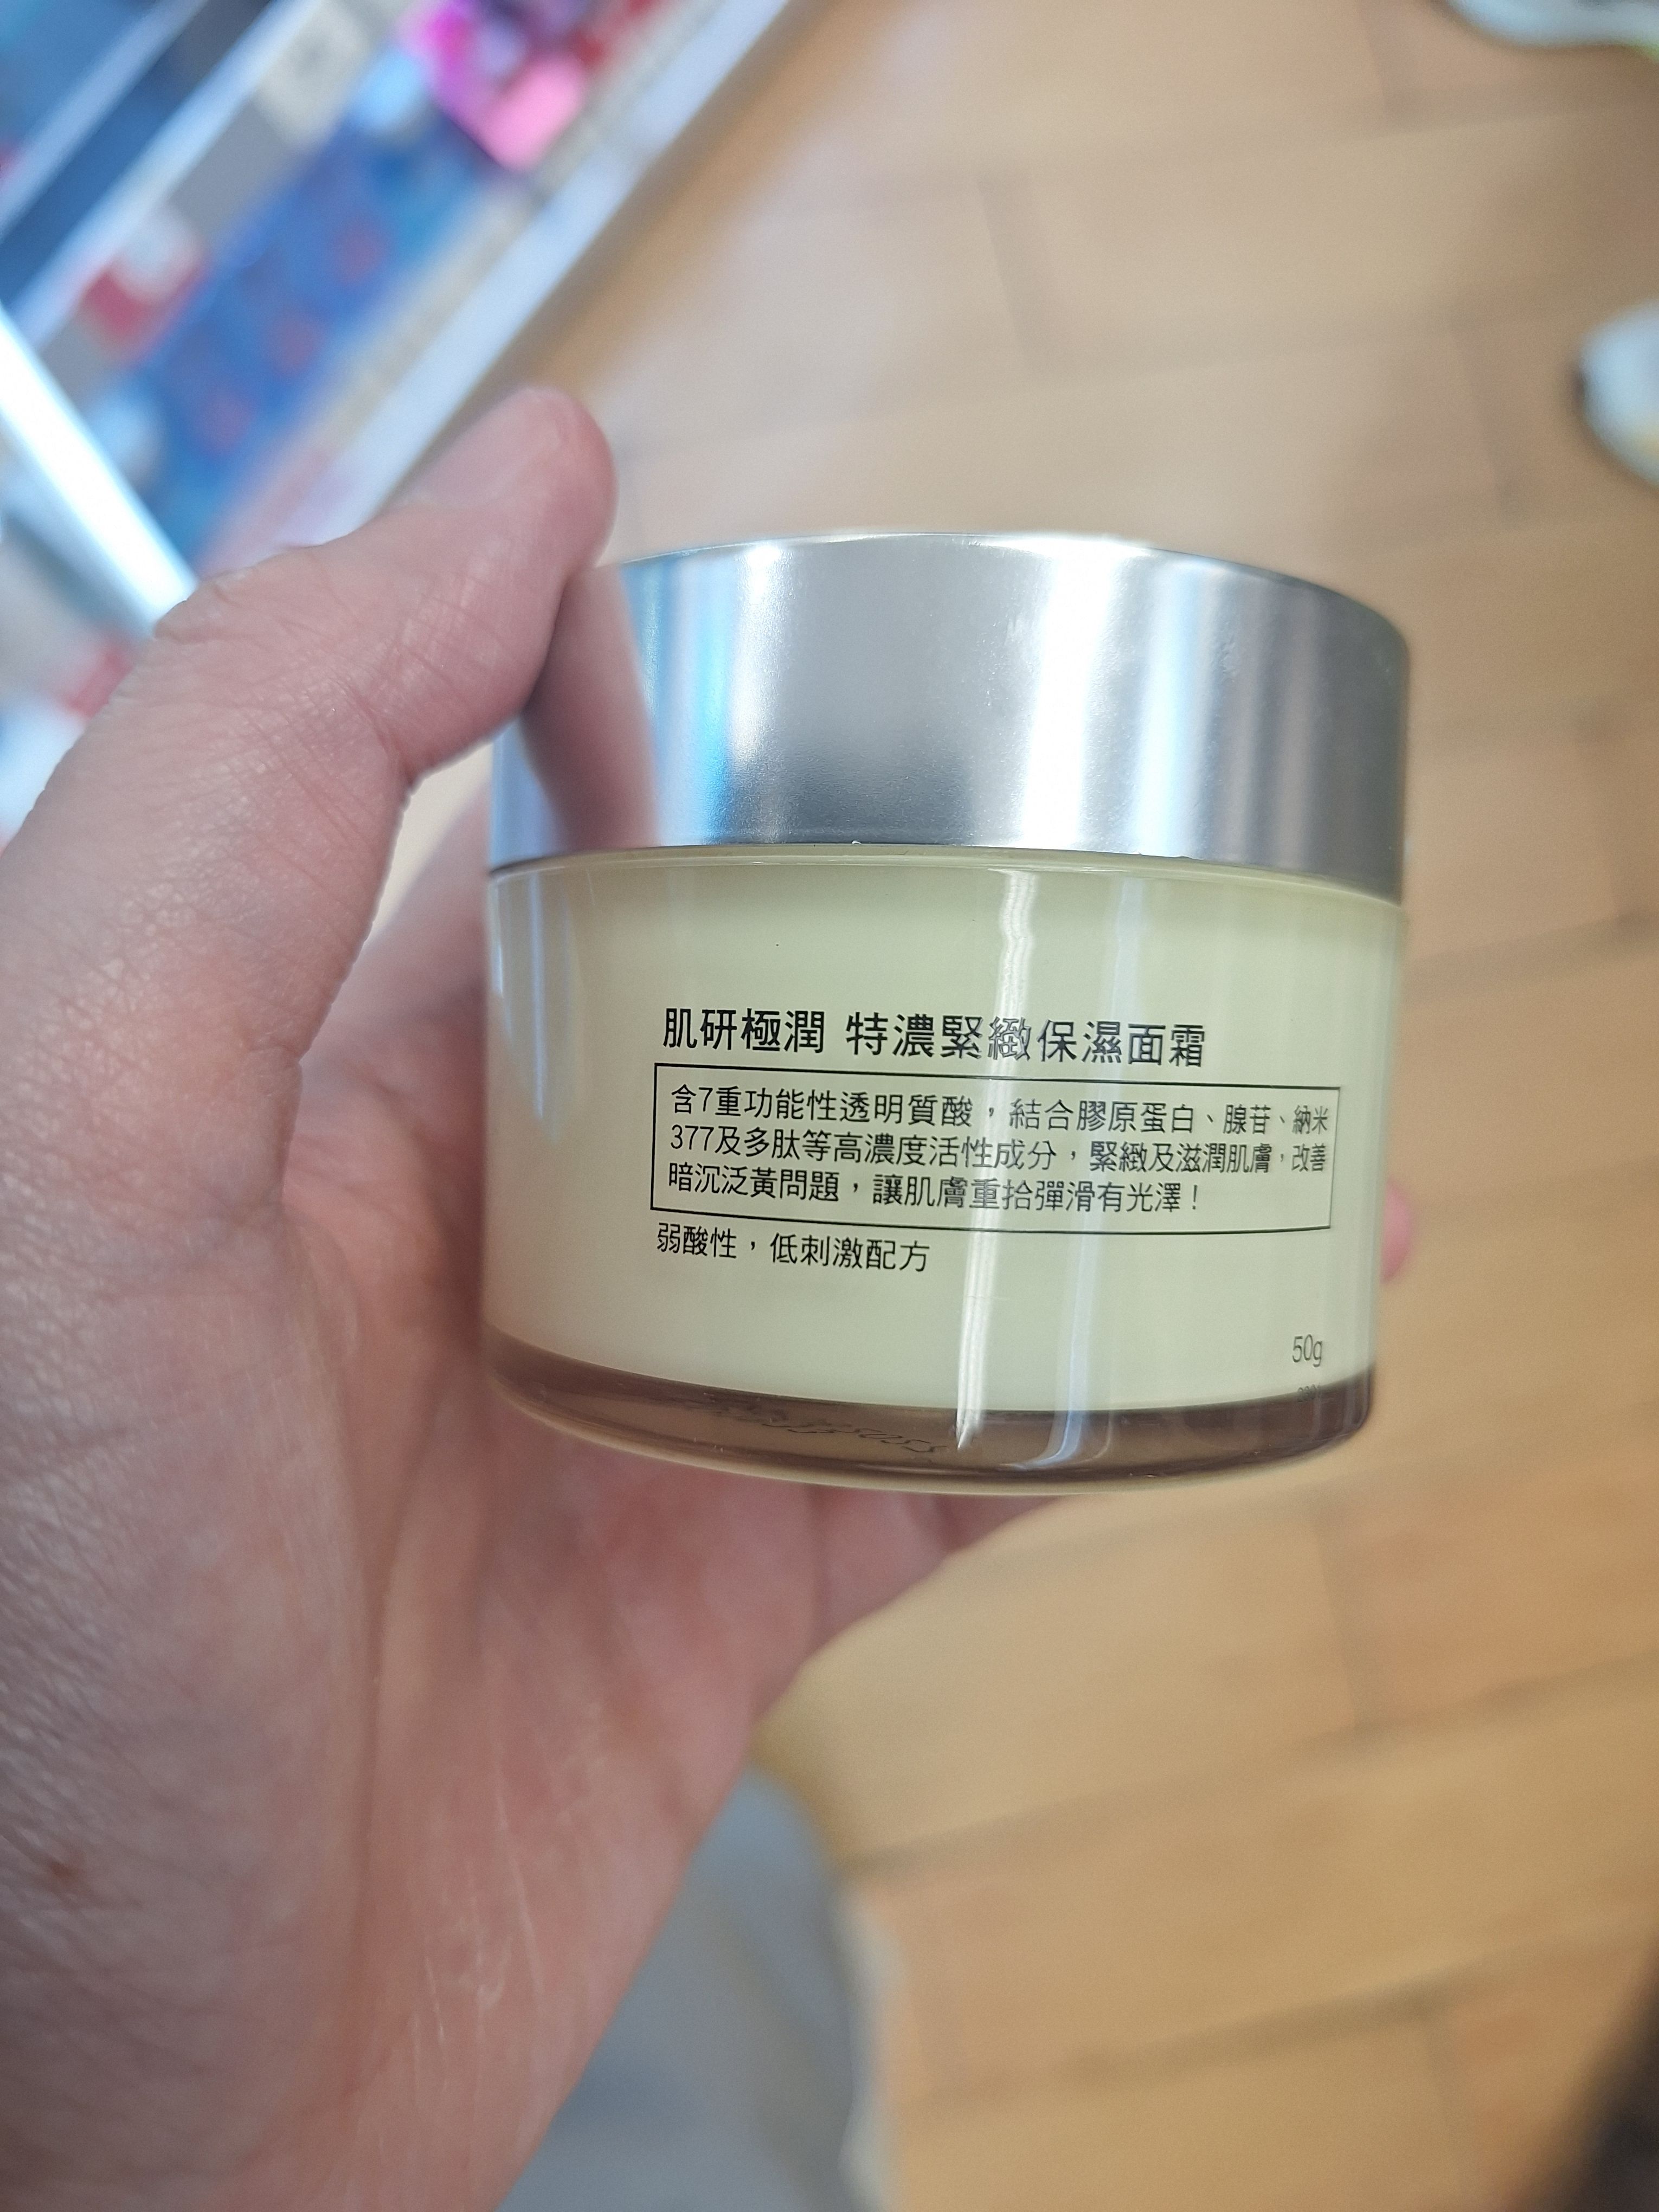 肌研極潤 特濃緊緻保濕面霜
含7重功能性透明質酸，結合膠原蛋白、腺苷、納米
377及多肽等高濃度活性成分，緊緻及滋潤肌膚，改善
暗沉泛黃問題，讓肌膚重拾彈滑有光澤！
弱酸性，低刺激配方
50g